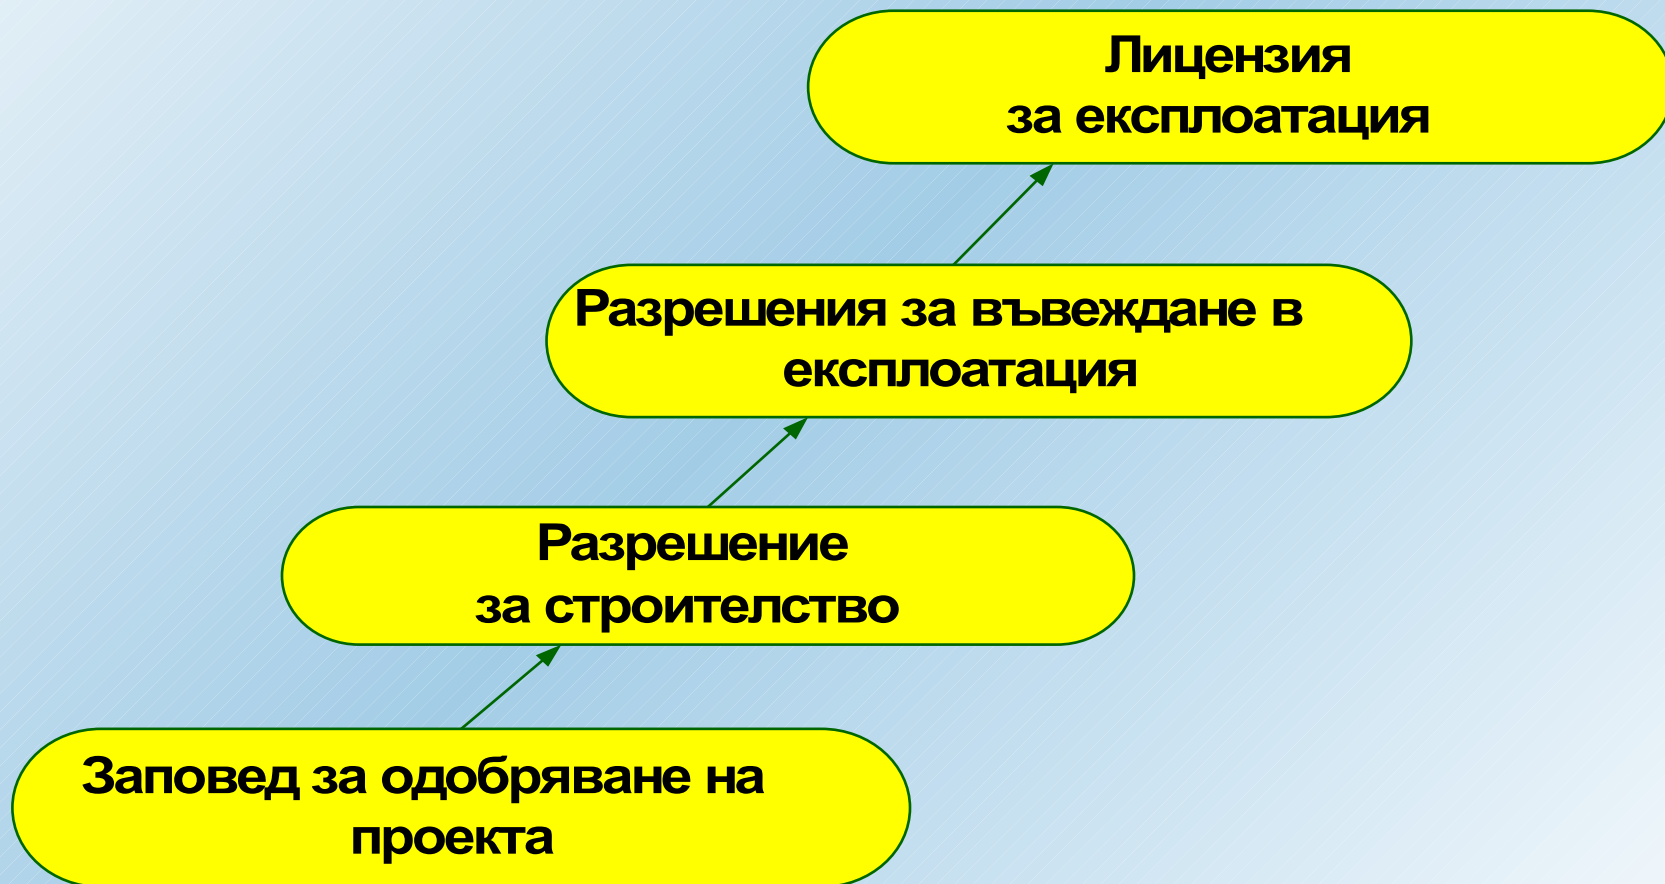 Лицензия
за експлоатация
Разрешения за въвеждане в
експлоатация
Разрешение
за строителство
Заповед за одобряване на
проекта